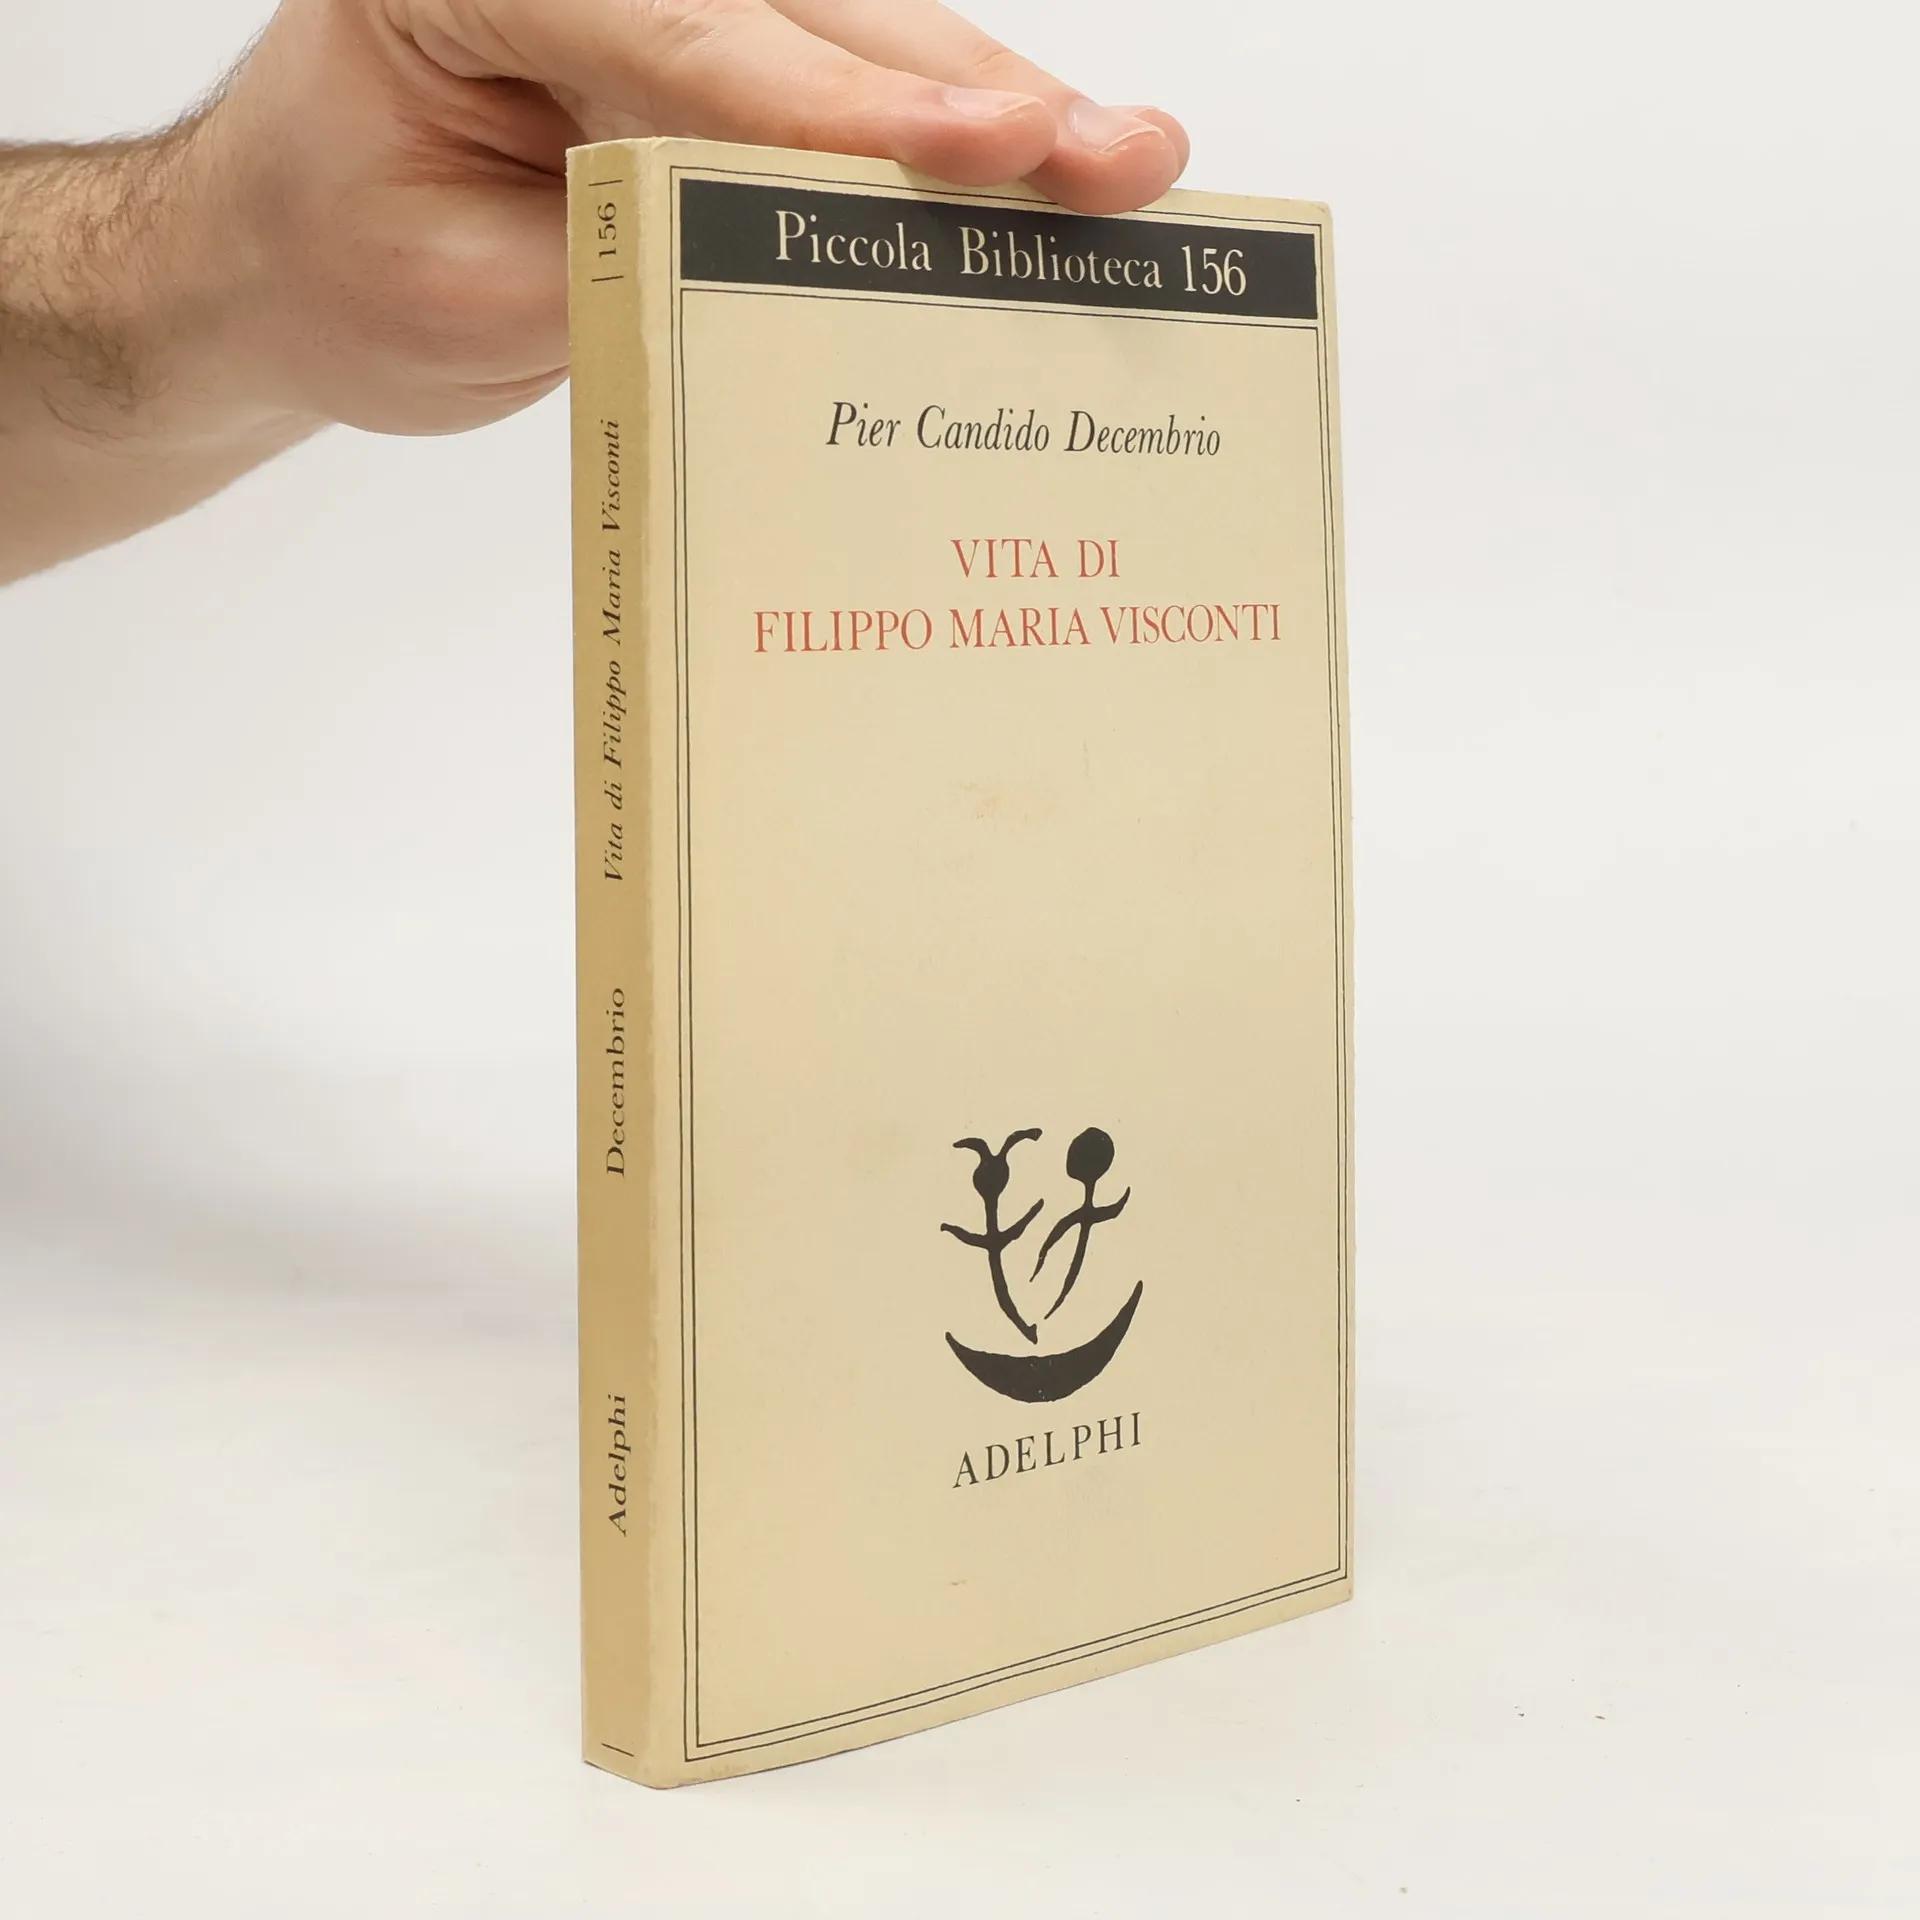 Piccola Biblioteca 156
Pier Candido Decembrio
VITA DI
FILIPPO MARIA VISCONTI
ADELPHI
| 156 |
Vita di Filippo Maria Visconti
Decembrio
Adelphi